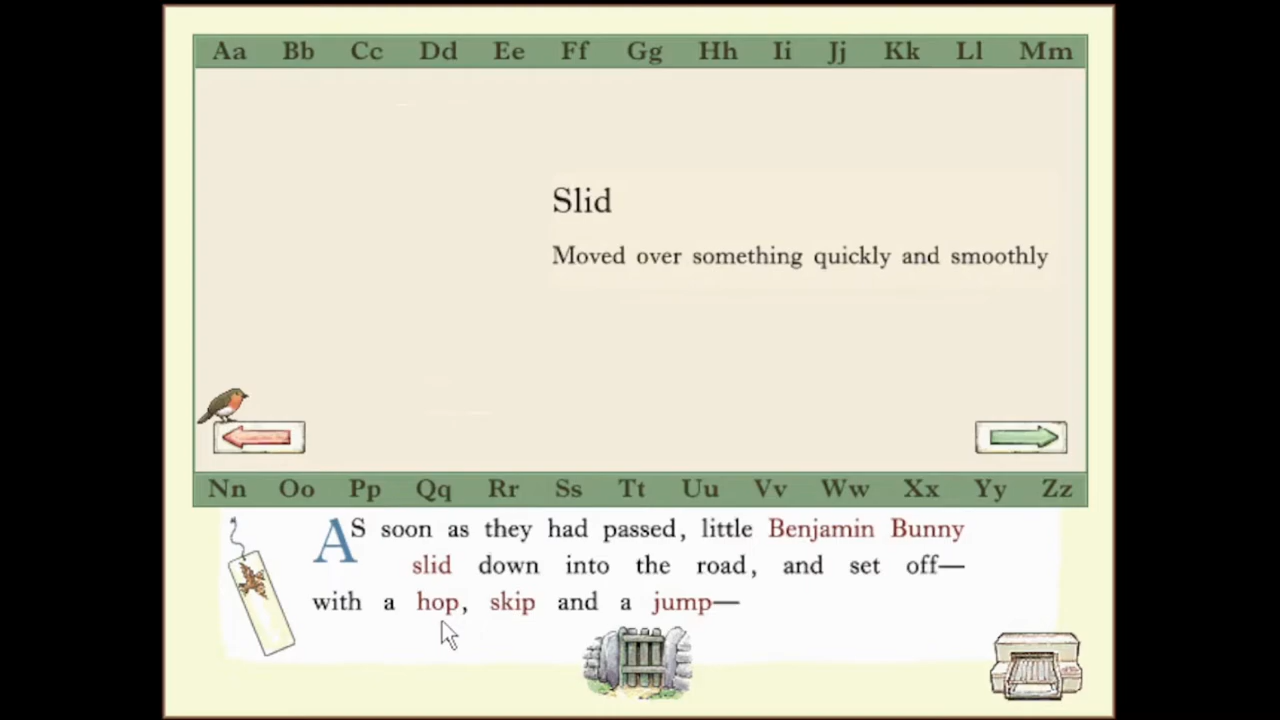 Aa Bb Cc Dd Ee Ff Gg Hh Ii Jj Kk Ll Mm
Slid
Moved over something quickly and smoothly
Nn Oo Pp Qq Rr Ss Tt Uu Vv Ww Xx Yy Zz
AS soon as they had passed, little Benjamin Bunny
slid down into the road, and set off—
with a hop, skip and a jump—